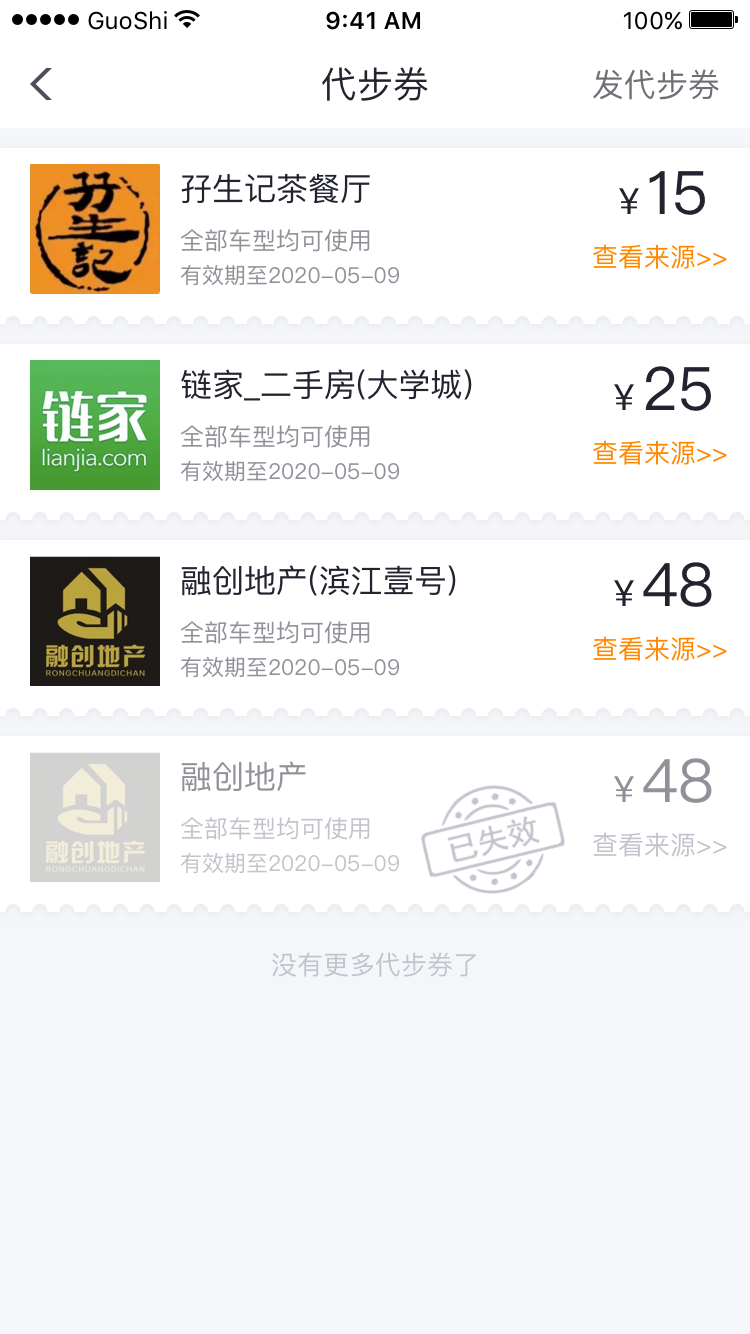 GuoShi 9:41 AM 100%
代步券 发代步券
孖生記
孖生记茶餐厅
全部车型均可使用
有效期至2020-05-09
¥15
查看来源>>
链家
lianjia.com
链家_二手房(大学城)
全部车型均可使用
有效期至2020-05-09
¥25
查看来源>>
融创地产
RONGCHUANGDICHAN
融创地产(滨江壹号)
全部车型均可使用
有效期至2020-05-09
¥48
查看来源>>
融创地产
RONGCHUANGDICHAN
融创地产
全部车型均可使用
有效期至2020-05-09
已失效
¥48
查看来源>>
没有更多代步券了